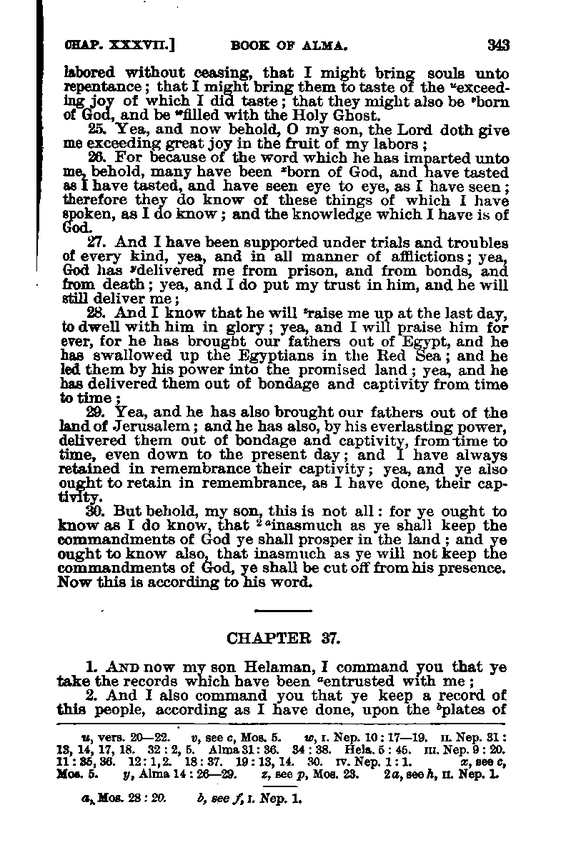 CHAP. XXXVII.] BOOK OF ALMA. 343
labored without ceasing, that I might bring souls unto
repentance; that I might bring them to taste of the ᵘexceed-
ing joy of which I did taste; that they might also be ᵛborn
of God, and be ʷfilled with the Holy Ghost.
25. Yea, and now behold, O my son, the Lord doth give
me exceeding great joy in the fruit of my labors;
26. For because of the word which he has imparted unto
me, behold, many have been ˣborn of God, and have tasted
as I have tasted, and have seen eye to eye, as I have seen;
therefore they do know of these things of which I have
spoken, as I do know; and the knowledge which I have is of
God.
27. And I have been supported under trials and troubles
of every kind, yea, and in all manner of afflictions; yea,
God has ʸdelivered me from prison, and from bonds, and
from death; yea, and I do put my trust in him, and he will
still deliver me;
28. And I know that he will ᶻraise me up at the last day,
to dwell with him in glory; yea, and I will praise him for
ever, for he has brought our fathers out of Egypt, and he
has swallowed up the Egyptians in the Red Sea; and he
led them by his power into the promised land; yea, and he
has delivered them out of bondage and captivity from time
to time;
29. Yea, and he has also brought our fathers out of the
land of Jerusalem; and he has also, by his everlasting power,
delivered them out of bondage and captivity, from time to
time, even down to the present day; and I have always
retained in remembrance their captivity; yea, and ye also
ought to retain in remembrance, as I have done, their cap-
tivity.
30. But behold, my son, this is not all: for ye ought to
know as I do know, that ²ᵃinasmuch as ye shall keep the
commandments of God ye shall prosper in the land; and ye
ought to know also, that inasmuch as ye will not keep the
commandments of God, ye shall be cut off from his presence.
Now this is according to his word.
CHAPTER 37.
1. AND now my son Helaman, I command you that ye
take the records which have been ᵃentrusted with me;
2. And I also command you that ye keep a record of
this people, according as I have done, upon the ᵇplates of
u, vers. 20—22. v, see c, Mos. 5. w, I. Nep. 10:17—19. II. Nep. 31:
13, 14, 17, 18. 32:2, 5. Alma 31:36. 34:38. Hela. 5:45. III. Nep. 9:20.
11:35, 36. 12:1, 2. 18:37. 19:13, 14. 30. IV. Nep. 1:1. x, see c,
Mos. 5. y, Alma 14:26—29. z, see p, Mos. 23. 2a, see h, II. Nep. 1.
a, Mos. 28:20. b, see f, I. Nep. 1.